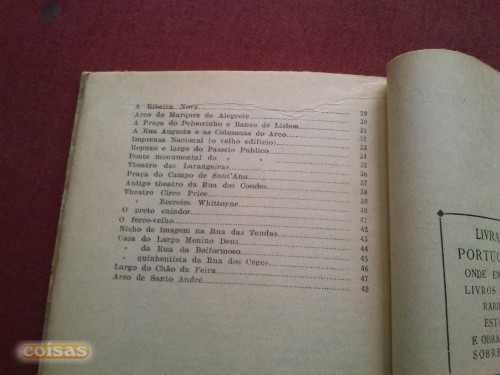 A Ribeira Nova 29
Arco do Marques de Alegrete 30
A Praça do Pelourinho e Banco de Lisboa 31
A Rua Augusta e as Columnas do Arco 32
Imprensa Nacional (o velho edificio) 33
Repuxo e largo do Passeio Publico 34
Fonte monumental do » » 35
Theatro das Larangeiras 36
Praça do Campo de Sant'Ana 37
Antigo theatro da Rua dos Condes 38
Theatro Circo Price 39
» Recreios Whittoyne 40
O preto caiador 41
O ferro-velho 42
Nicho de imagem na Rua das Tendas 43
Casa do Largo Menino Deus 44
» da Rua do Boiformoso 45
» quinhentista da Rua dos Cegos 46
Largo do Chão da Feira 47
Arco de Santo André 48
LIVRA
PORTUG
ONDE EN
LIVROS
RARI
ESTA
E OBRA
SOBRE
coisas